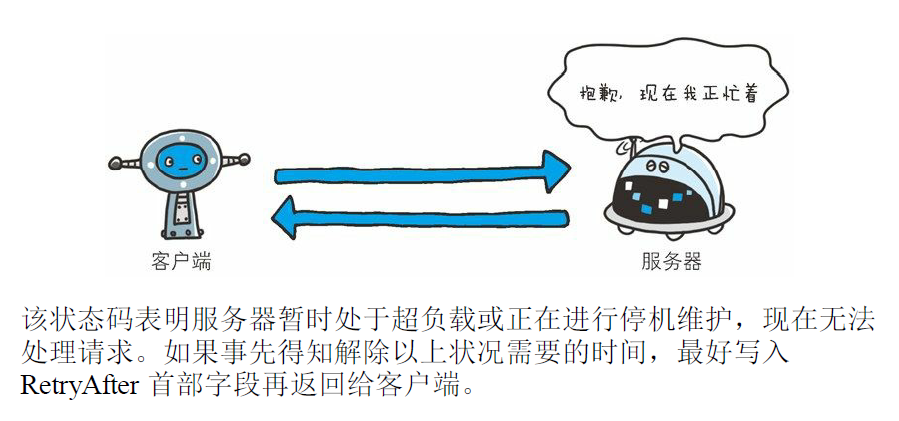 抱歉，现在我正忙着
客户端
服务器
该状态码表明服务器暂时处于超负载或正在进行停机维护，现在无法
处理请求。如果事先得知解除以上状况需要的时间，最好写入
RetryAfter 首部字段再返回给客户端。